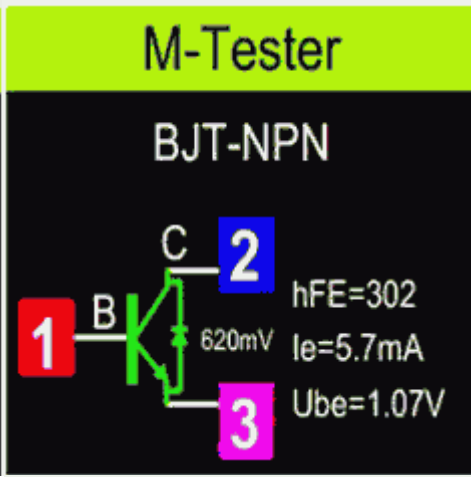 M-Tester
BJT-NPN
C 2
hFE=302
1 B 620mV Ie=5.7mA
3 Ube=1.07V